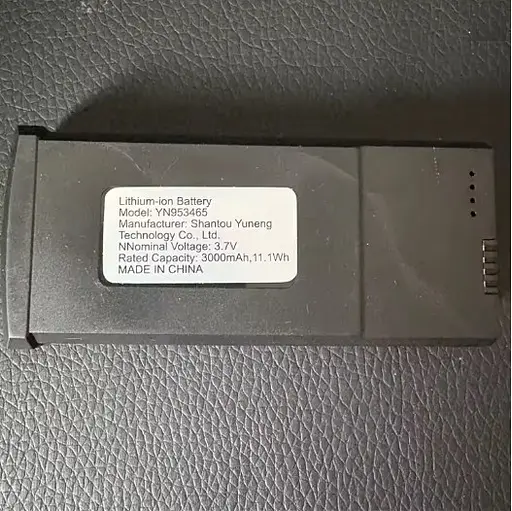 Lithium-ion Battery
Model: YN953465
Manufacturer: Shantou Yuneng
Technology Co., Ltd.
NNominal Voltage: 3.7V
Rated Capacity: 3000mAh,11.1Wh
MADE IN CHINA